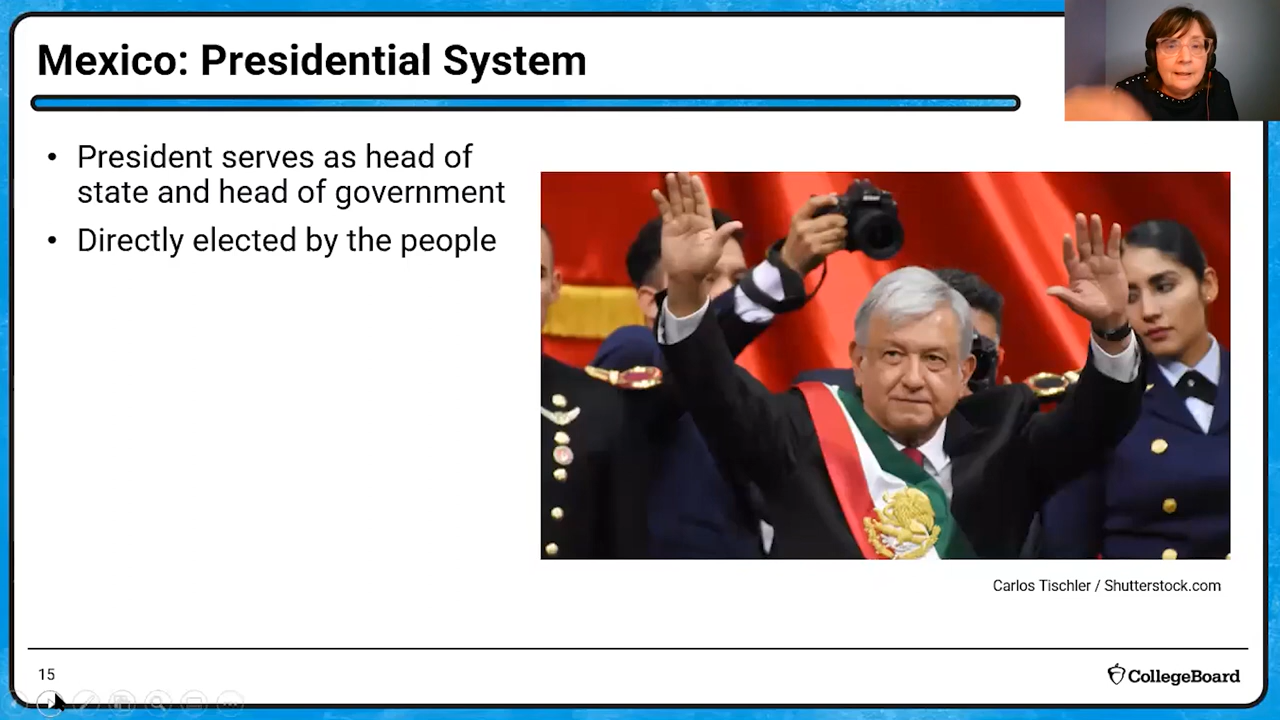 Mexico: Presidential System
• President serves as head of
state and head of government
• Directly elected by the people
Nikon
Carlos Tischler / Shutterstock.com
15
CollegeBoard